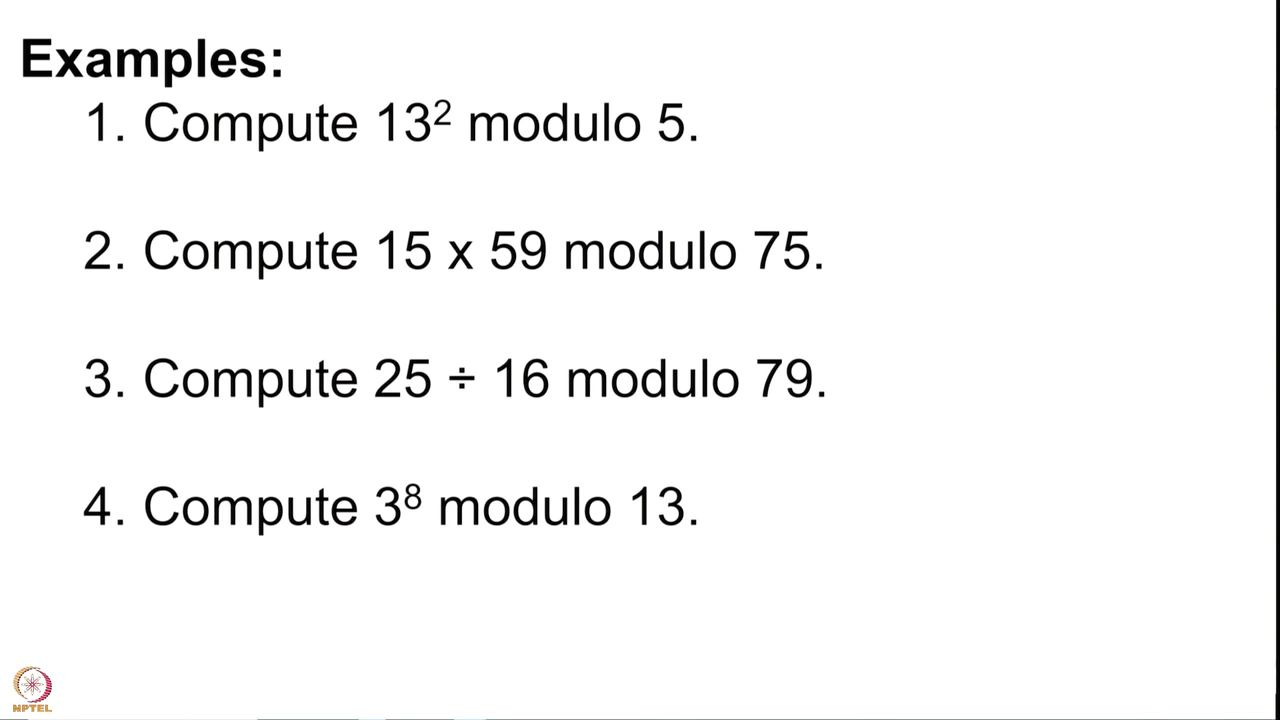 Examples:
1. Compute 13² modulo 5.
2. Compute 15 x 59 modulo 75.
3. Compute 25 ÷ 16 modulo 79.
4. Compute 3⁸ modulo 13.
NPTEL